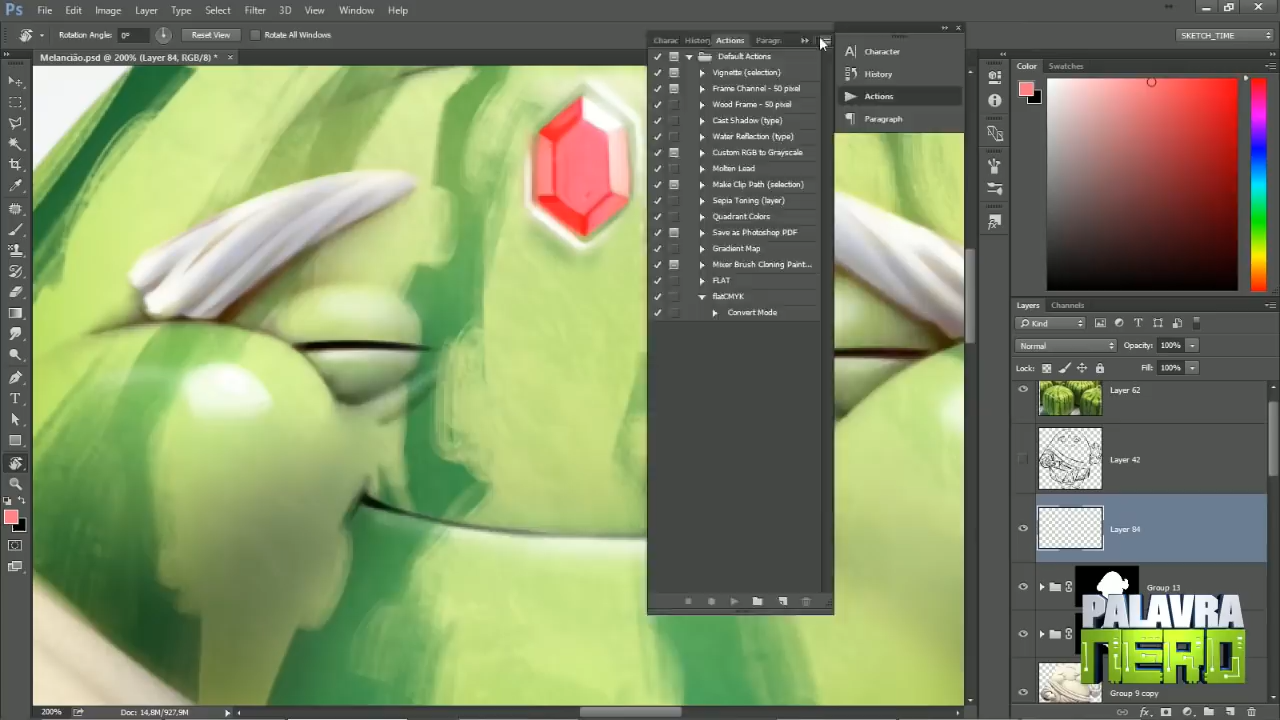 Ps File Edit Image Layer Type Select Filter 3D View Window Help
Rotation Angle: 0° Reset View Rotate All Windows SKETCH_TIME
Melancião.psd @ 200% (Layer 84, RGB/8) * ×
Charac Histor Actions Paragra
Default Actions
Vignette (selection)
Frame Channel - 50 pixel
Wood Frame - 50 pixel
Cast Shadow (type)
Water Reflection (type)
Custom RGB to Grayscale
Molten Lead
Make Clip Path (selection)
Sepia Toning (layer)
Quadrant Colors
Save as Photoshop PDF
Gradient Map
Mixer Brush Cloning Paint...
FLAT
flatCMYK
Convert Mode
Character
History
Actions
Paragraph
Color Swatches
Layers Channels
Kind
Normal Opacity: 100%
Lock: Fill: 100%
Layer 62
Layer 42
Layer 84
Group 13
PALAVRA
NERD
Group 9 copy
200% Doc: 14,8M/927,9M